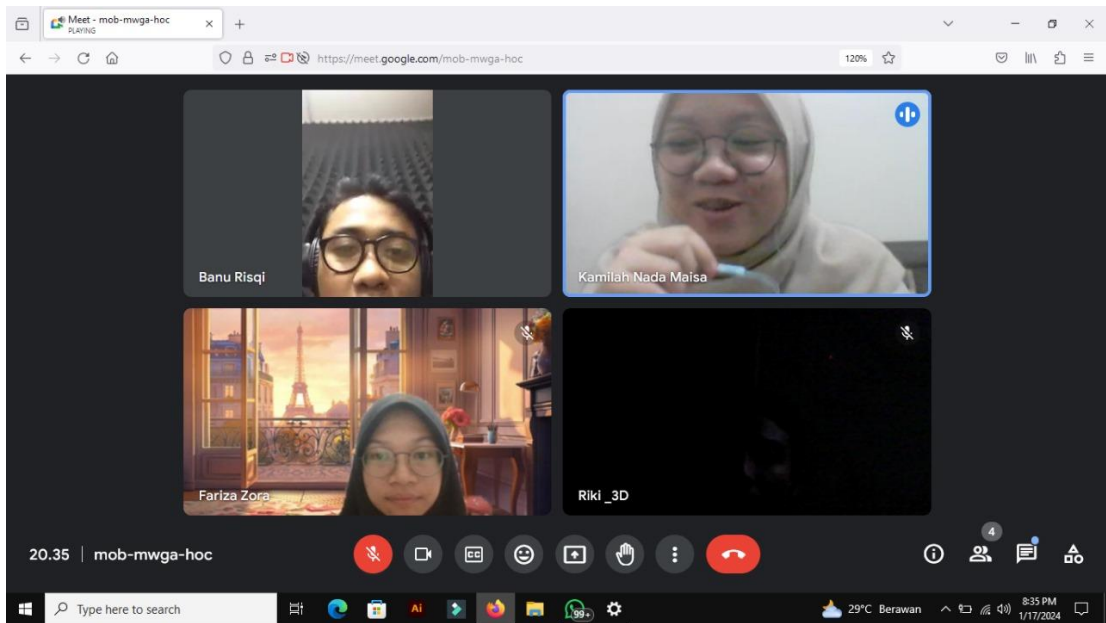 Meet - mob-mwga-hoc
PLAYING
https://meet.google.com/mob-mwga-hoc
120%
Banu Risqi
Kamilah Nada Maisa
Fariza Zora
Riki _3D
20.35 | mob-mwga-hoc
CC
4
Type here to search
Ai
99+
29°C Berawan
8:35 PM
1/17/2024